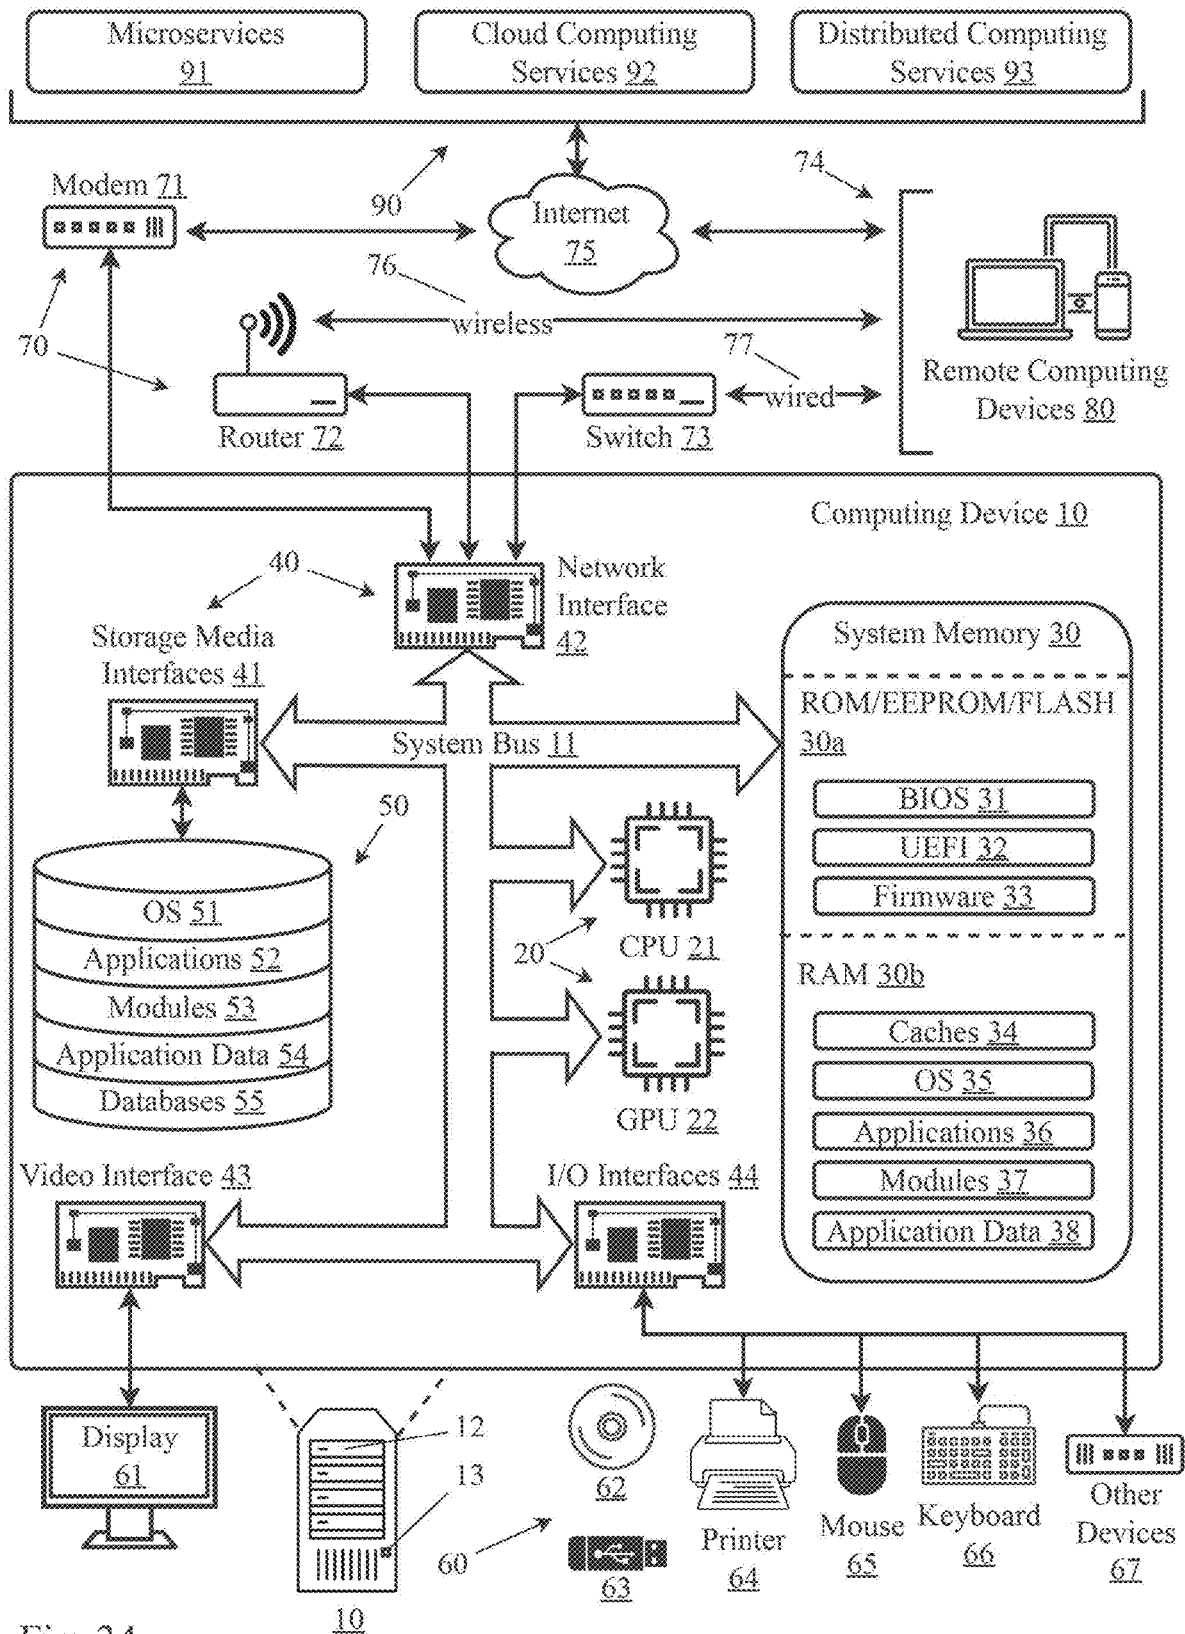 Microservices
91
Cloud Computing
Services 92
Distributed Computing
Services 93
90
74
Modem 71
Internet
75
76
wireless
70
77
wired
Remote Computing
Devices 80
Router 72
Switch 73
Computing Device 10
40
Network
Interface
42
Storage Media
Interfaces 41
System Memory 30
ROM/EEPROM/FLASH
30a
System Bus 11
50
BIOS 31
UEFI 32
Firmware 33
OS 51
Applications 52
Modules 53
Application Data 54
Databases 55
20
CPU 21
GPU 22
RAM 30b
Caches 34
OS 35
Applications 36
Modules 37
Application Data 38
Video Interface 43
I/O Interfaces 44
Display
61
12
13
10
60
62
63
Printer
64
Mouse
65
Keyboard
66
Other
Devices
67